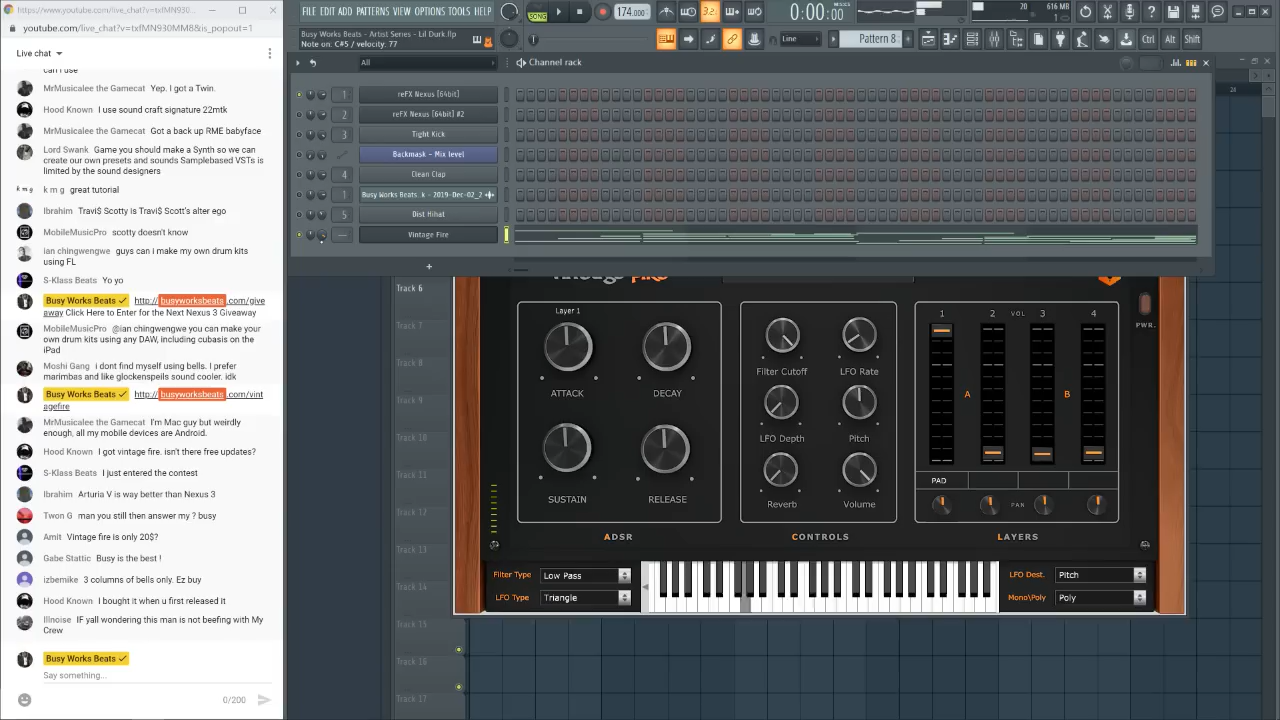 https://www.youtube.com/live_chat?v=txfMN930...
youtube.com/live_chat?v=txfMN930MM8&is_popout=1
Live chat
can I use
MrMusicalee the Gamecat Yep. I got a Twin.
Hood Known I use sound craft signature 22mtk
MrMusicalee the Gamecat Got a back up RME babyface
Lord Swank Game you should make a Synth so we can
create our own presets and sounds Samplebased VSTs is
limited by the sound designers
k m g great tutorial
Ibrahim Travi$ Scotty is Travi$ Scott's alter ego
MobileMusicPro scotty doesn't know
ian chingwengwe guys can i make my own drum kits
using FL
S-Klass Beats Yo yo
Busy Works Beats http://busyworksbeats.com/give
away Click Here to Enter for the Next Nexus 3 Giveaway
MobileMusicPro @ian chingwengwe you can make your
own drum kits using any DAW, including cubasis on the
iPad
Moshi Gang i dont find myself using bells. I prefer
marimbas and like glockenspeils sound cooler. idk
Busy Works Beats http://busyworksbeats.com/vint
agefire
MrMusicalee the Gamecat I'm Mac guy but weirdly
enough, all my mobile devices are Android.
Hood Known I got vintage fire. isn't there free updates?
S-Klass Beats I just entered the contest
Ibrahim Arturia V is way better than Nexus 3
Twon G man you still then answer my ? busy
Amit Vintage fire is only 20$?
Gabe Stattic Busy is the best !
izbemike 3 columns of bells only. Ez buy
Hood Known I bought it when u first released it
Illnoise IF yall wondering this man is not beefing with My
Crew
Busy Works Beats
Say something...
0/200
FILE EDIT ADD PATTERNS VIEW OPTIONS TOOLS HELP
SONG
174.000
3.2
0:00:00
M:S:CS
20
616 MB
Busy Works Beats - Artist Series - Lil Durk.flp
Note on: C#5 / velocity: 77
Line
Pattern 8
Ctrl
Alt
Shift
All
Channel rack
1 reFX Nexus [64bit]
2 reFX Nexus [64bit] #2
3 Tight Kick
Backmask - Mix level
4 Clean Clap
1 Busy Works Beats. k - 2019-Dec-02_2
5 Dist Hihat
Vintage Fire
28
Track 6
Track 7
Track 8
Track 9
Track 10
Track 11
Track 12
Track 13
Track 14
Track 15
Track 16
Track 17
Layer 1
ATTACK
DECAY
SUSTAIN
RELEASE
ADSR
Filter Cutoff
LFO Rate
LFO Depth
Pitch
Reverb
Volume
CONTROLS
1 2 VOL 3 4
A
B
PAD
PAN
LAYERS
PWR.
Filter Type Low Pass
LFO Type Triangle
LFO Dest. Pitch
Mono\Poly Poly